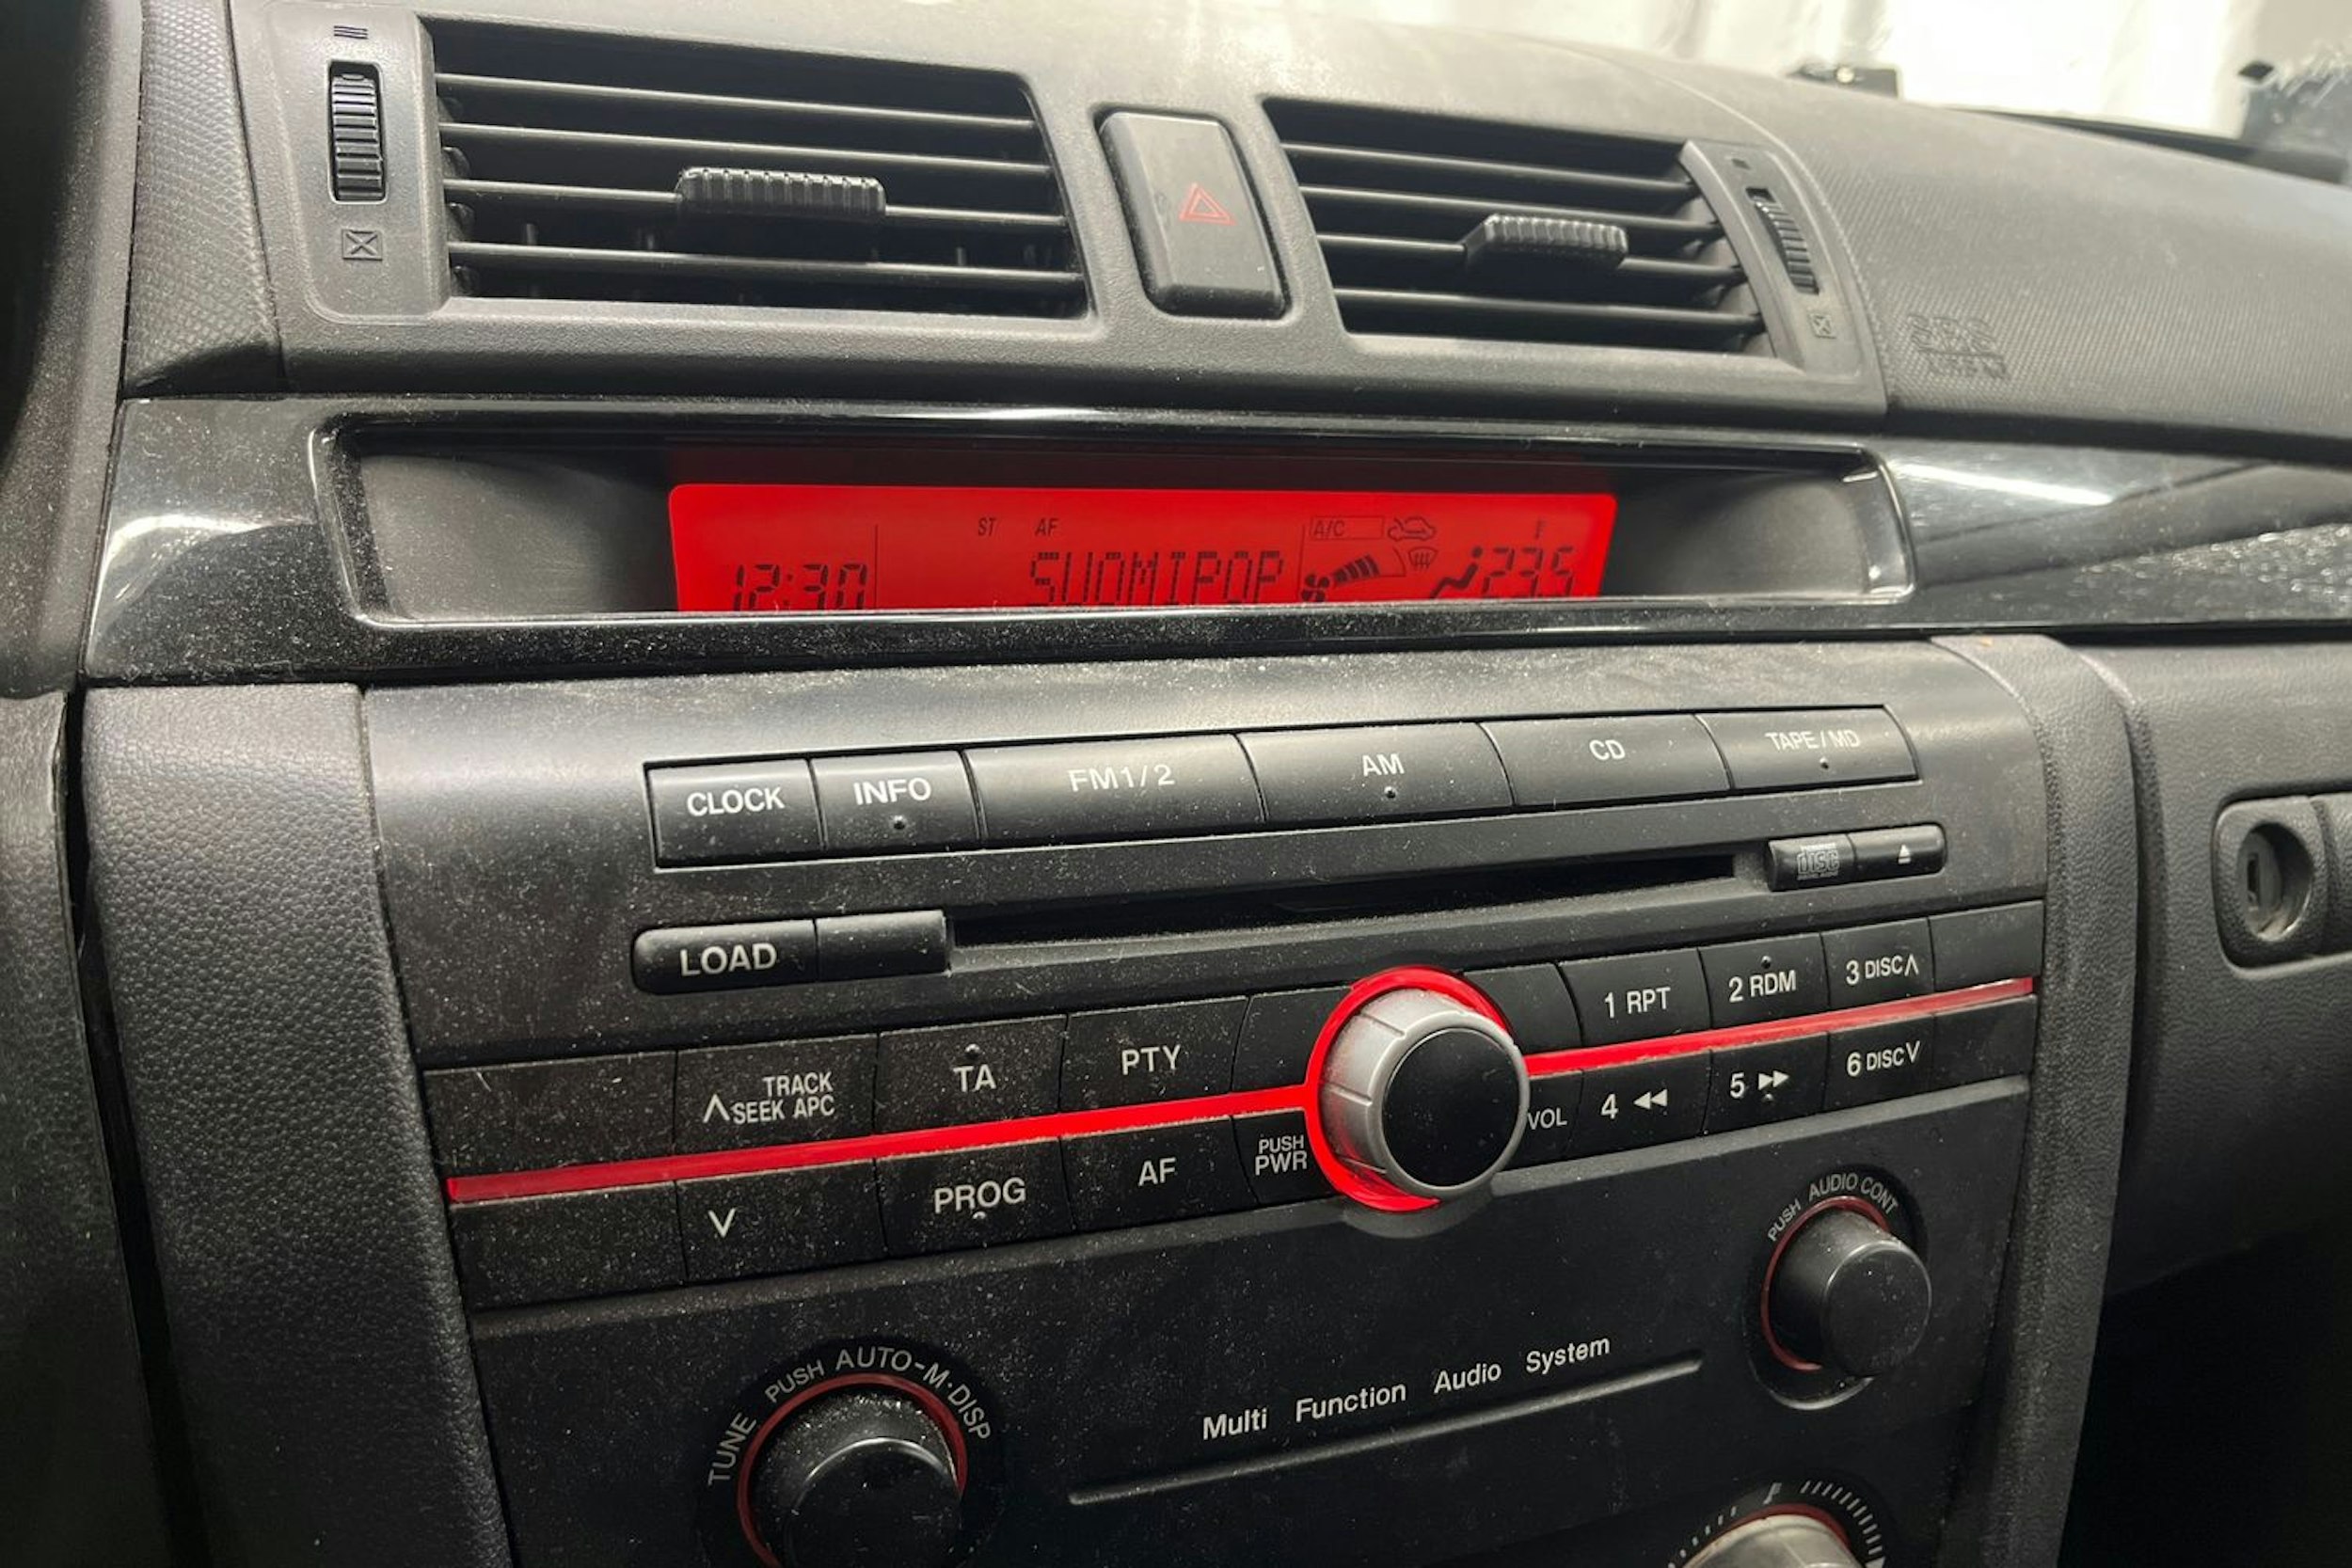 ST AF A/C
12:30 SUOMIPOP 23.5
CLOCK INFO FM1/2 AM CD TAPE/MD
DISC
LOAD
1 RPT 2 RDM 3 DISC∧
TRACK
∧SEEK APC
TA PTY
VOL 4 ◀◀ 5 ▶▶ 6 DISC∨
∨ PROG AF
PUSH
PWR
PUSH AUDIO CONT
TUNE PUSH AUTO-M·DISP
Multi Function Audio System